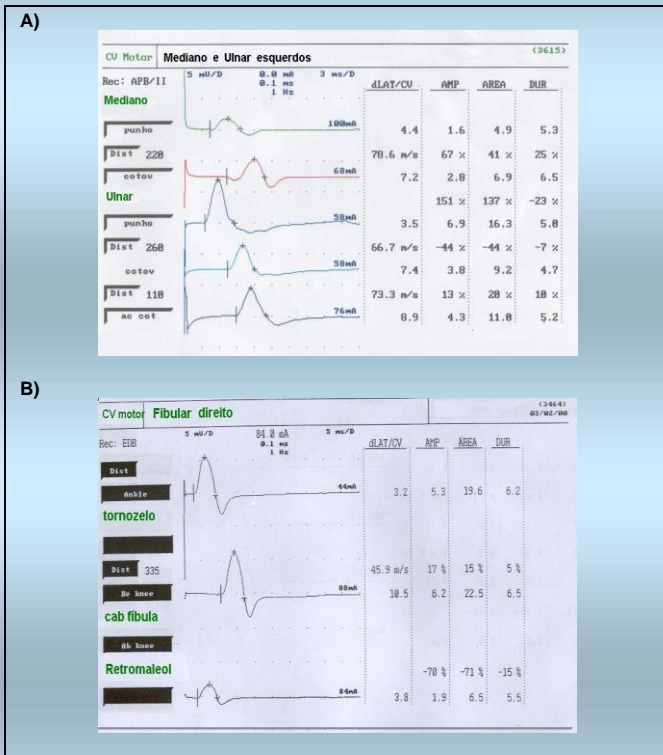 A)
CV Motor Mediano e Ulnar esquerdos (3615)
Rec: APB/II 5 mV/D 0.0 mA 3 ms/D
0.1 ms
1 Hz
dLAT/CV AMP AREA DUR
Mediano
punho 100mA 4.4 1.6 4.9 5.3
Dist 220 78.6 m/s 67 % 41 % 25 %
cotov 68mA 7.2 2.8 6.9 6.5
Ulnar 151 % 137 % -23 %
punho 58mA 3.5 6.9 16.3 5.0
Dist 260 66.7 m/s -44 % -44 % -7 %
cotov 58mA 7.4 3.8 9.2 4.7
Dist 110 73.3 m/s 13 % 20 % 10 %
ac cot 76mA 8.9 4.3 11.0 5.2
B)
CV motor Fibular direito (3464)
03/02/00
Rec: EDB 5 mV/D 84.0 mA 5 ms/D
0.1 ms
1 Hz
dLAT/CV AMP AREA DUR
Dist
Ankle 44mA 3.2 5.3 19.6 6.2
tornozelo
Dist 335 45.9 m/s 17 % 15 % 5 %
Be knee 88mA 10.5 6.2 22.5 6.5
cab fíbula
Ab knee
Retromaleol -70 % -71 % -15 %
84mA 3.8 1.9 6.5 5.5